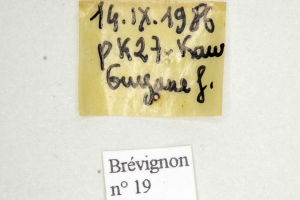 14.IX.1986
PK27-Kaw
Guyane f.
Brévignon
n° 19